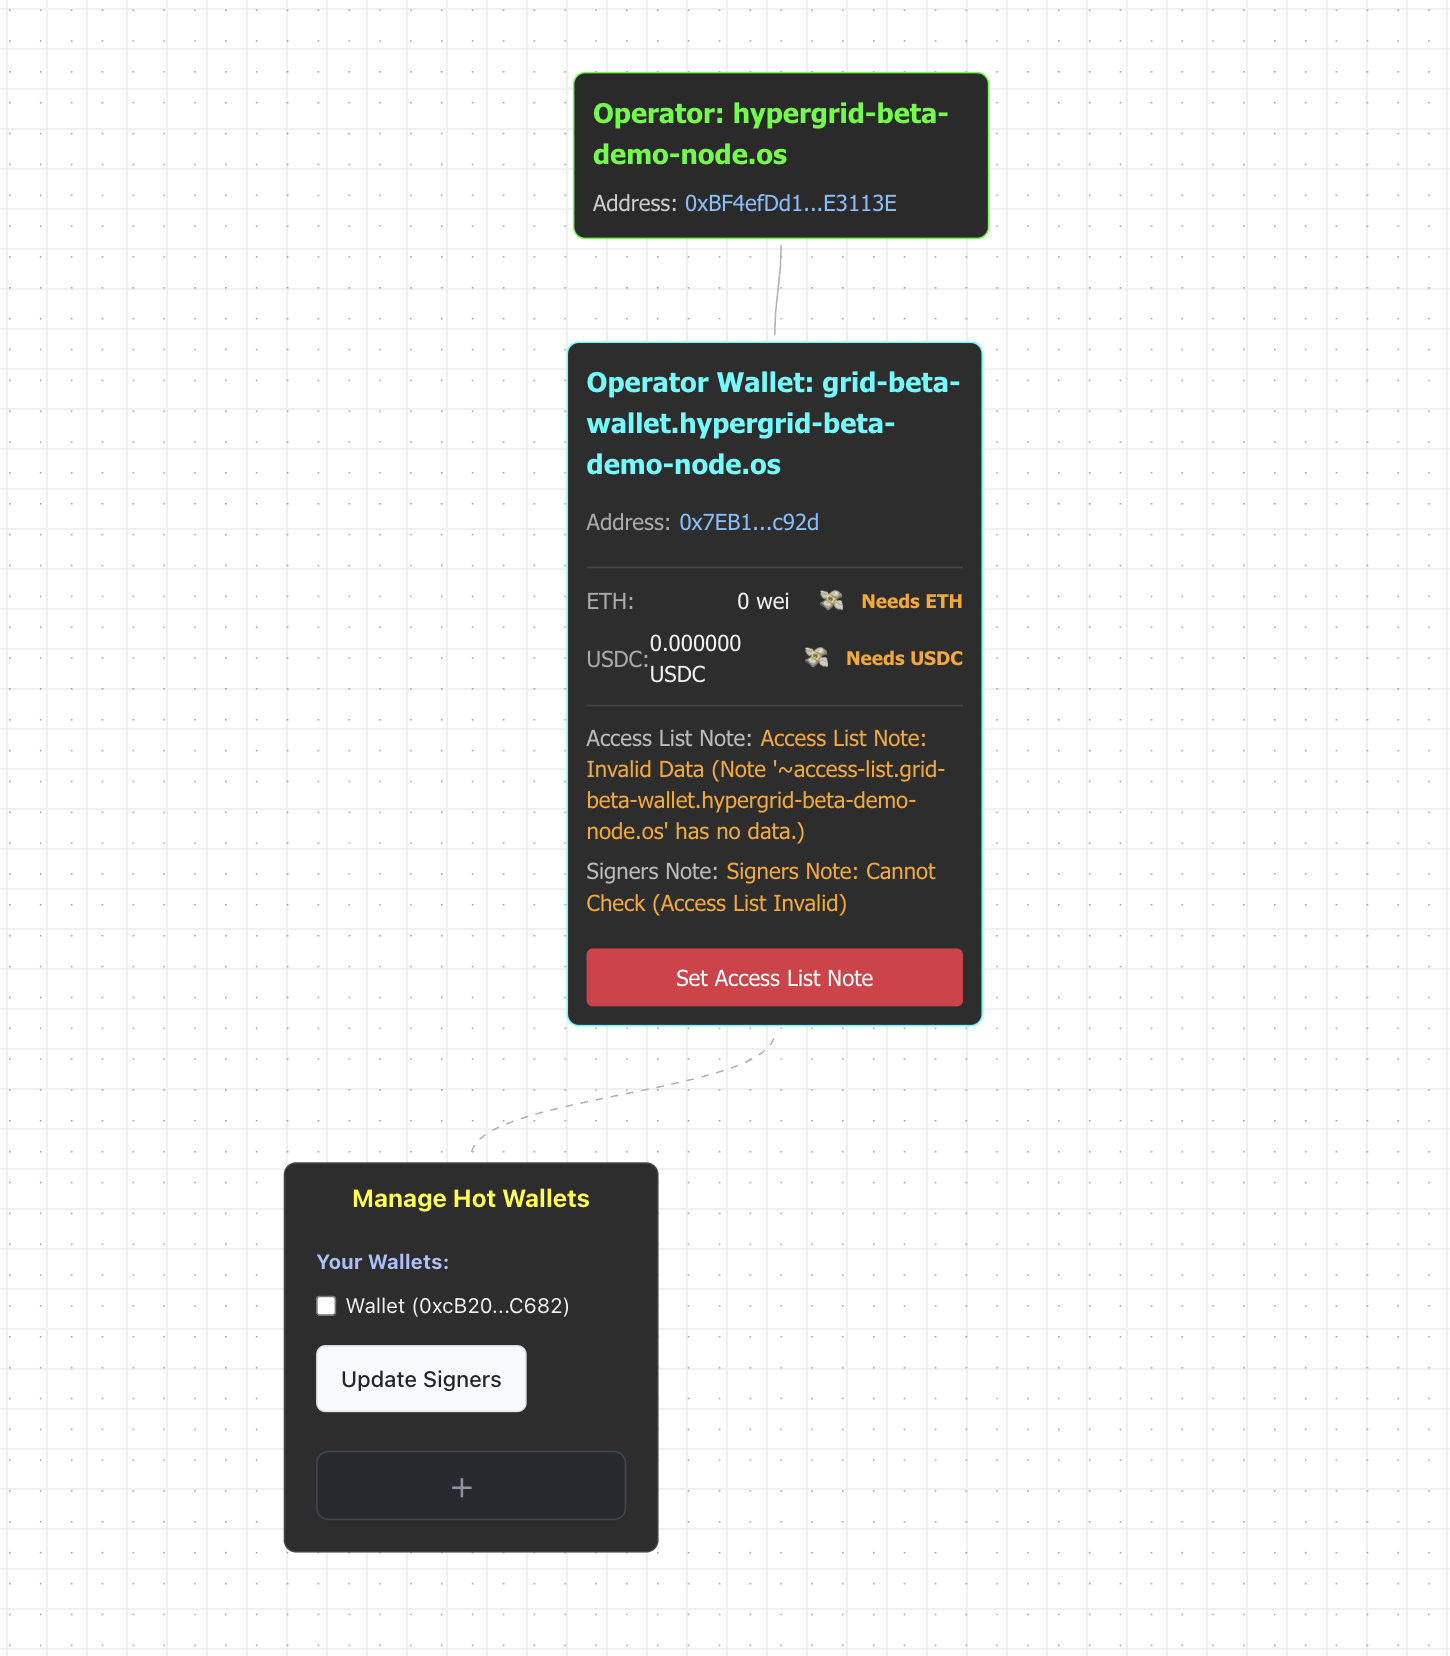 Operator: hypergrid-beta-
demo-node.os
Address: 0xBF4efDd1...E3113E
Operator Wallet: grid-beta-
wallet.hypergrid-beta-
demo-node.os
Address: 0x7EB1...c92d
ETH: 0 wei 💸 Needs ETH
USDC: 0.000000
USDC 💸 Needs USDC
Access List Note: Access List Note:
Invalid Data (Note '~access-list.grid-
beta-wallet.hypergrid-beta-demo-
node.os' has no data.)
Signers Note: Signers Note: Cannot
Check (Access List Invalid)
Set Access List Note
Manage Hot Wallets
Your Wallets:
Wallet (0xcB20...C682)
Update Signers
+